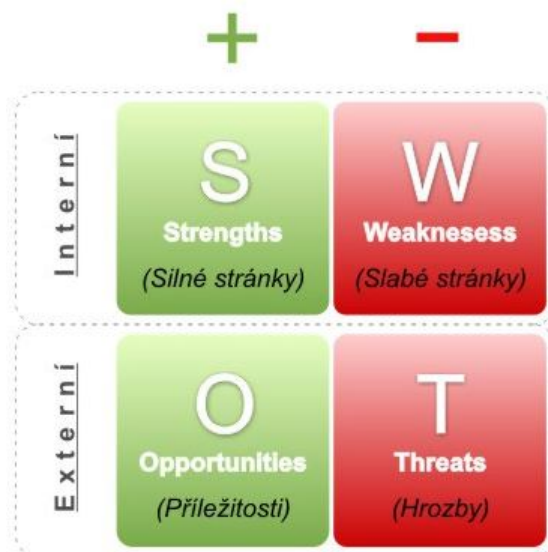 + −
Interní
S
Strengths
(Silné stránky)
W
Weaknesess
(Slabé stránky)
Externí
O
Opportunities
(Příležitosti)
T
Threats
(Hrozby)